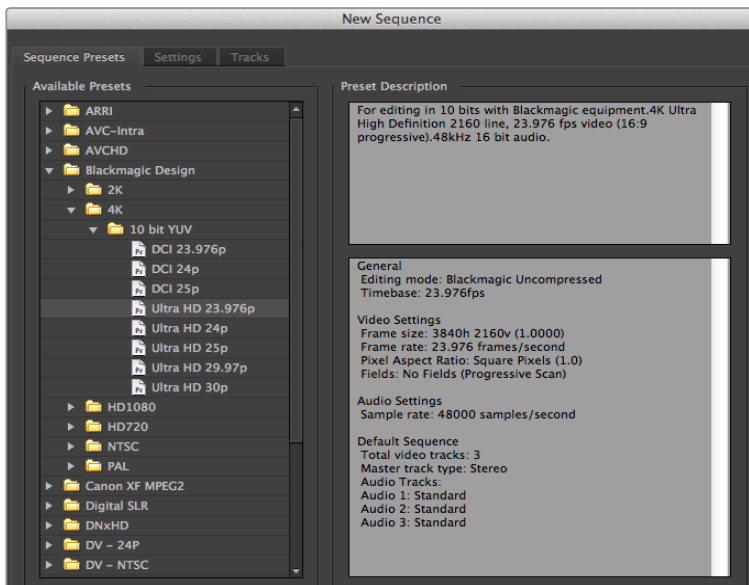 New Sequence
Sequence Presets
Settings
Tracks
Available Presets
ARRI
AVC-Intra
AVCHD
Blackmagic Design
2K
4K
10 bit YUV
DCI 23.976p
DCI 24p
DCI 25p
Ultra HD 23.976p
Ultra HD 24p
Ultra HD 25p
Ultra HD 29.97p
Ultra HD 30p
HD1080
HD720
NTSC
PAL
Canon XF MPEG2
Digital SLR
DNxHD
DV - 24P
DV - NTSC
Preset Description
For editing in 10 bits with Blackmagic equipment.4K Ultra
High Definition 2160 line, 23.976 fps video (16:9
progressive).48kHz 16 bit audio.
General
Editing mode: Blackmagic Uncompressed
Timebase: 23.976fps
Video Settings
Frame size: 3840h 2160v (1.0000)
Frame rate: 23.976 frames/second
Pixel Aspect Ratio: Square Pixels (1.0)
Fields: No Fields (Progressive Scan)
Audio Settings
Sample rate: 48000 samples/second
Default Sequence
Total video tracks: 3
Master track type: Stereo
Audio Tracks:
Audio 1: Standard
Audio 2: Standard
Audio 3: Standard